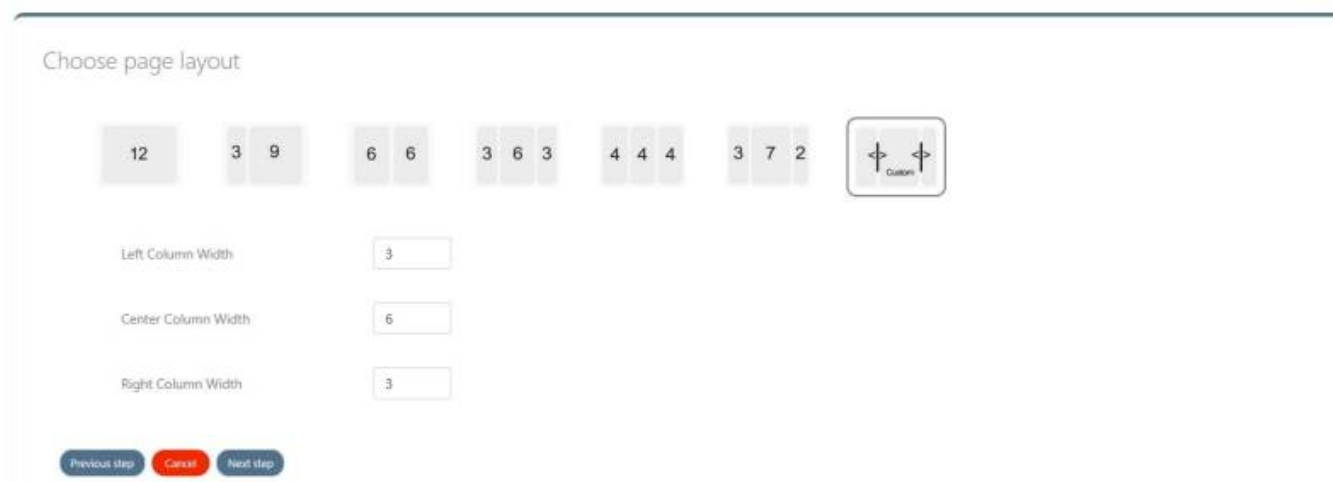 Choose page layout
12 3 9 6 6 3 6 3 4 4 4 3 7 2 <> <>
Custom
Left Column Width 3
Center Column Width 6
Right Column Width 3
Previous step Cancel Next step